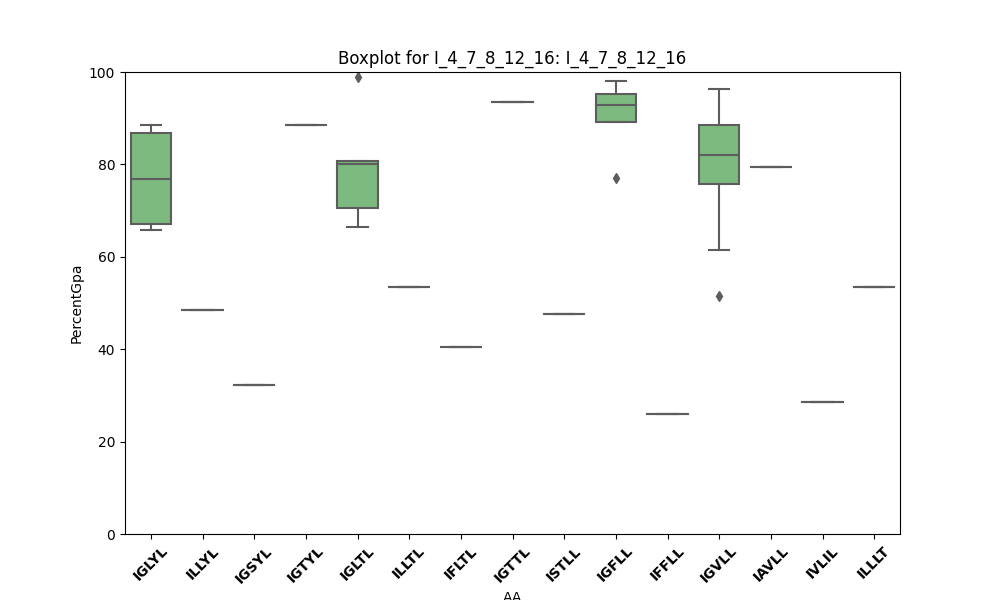 Boxplot for I_4_7_8_12_16: I_4_7_8_12_16
100
80
60
40
20
0
PercentGpa
IGLYL
ILLYL
IGSYL
IGTYL
IGLTL
ILLTL
IFLTL
IGTTL
ISTLL
IGFLL
IFFLL
IGVLL
IAVLL
IVLIL
ILLLT
AA